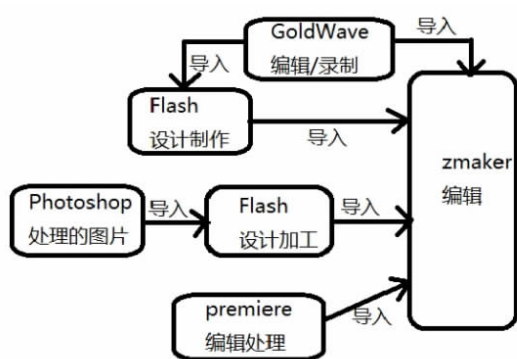 GoldWave
编辑/录制
导入
导入
Flash
设计制作
导入
zmaker
编辑
Photoshop
处理的图片
导入
Flash
设计加工
导入
premiere
编辑处理
导入